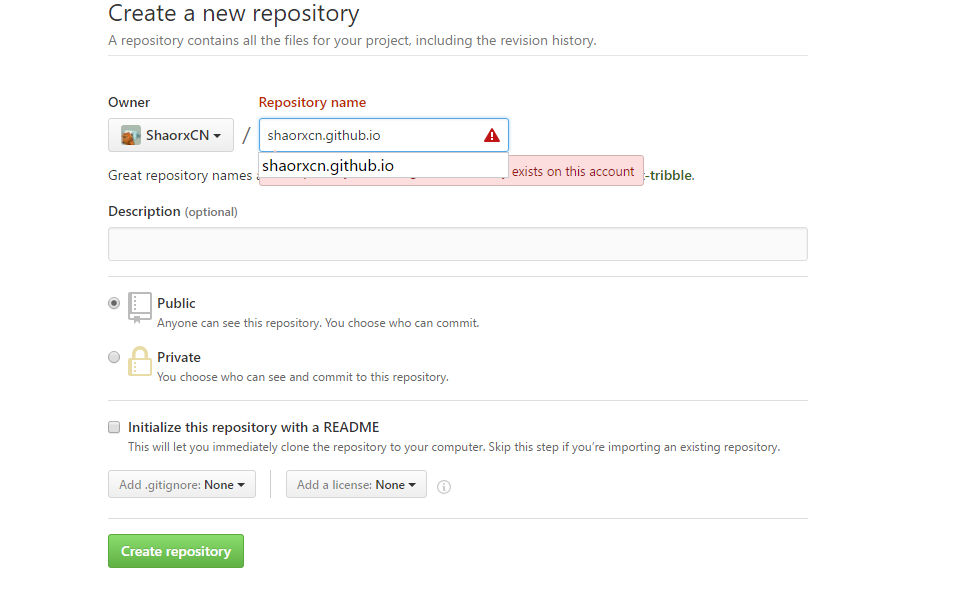 Create a new repository
A repository contains all the files for your project, including the revision history.
Owner Repository name
ShaorxCN / shaorxcn.github.io
shaorxcn.github.io
Great repository names exists on this account -tribble.
Description (optional)
Public
Anyone can see this repository. You choose who can commit.
Private
You choose who can see and commit to this repository.
Initialize this repository with a README
This will let you immediately clone the repository to your computer. Skip this step if you’re importing an existing repository.
Add .gitignore: None Add a license: None
Create repository